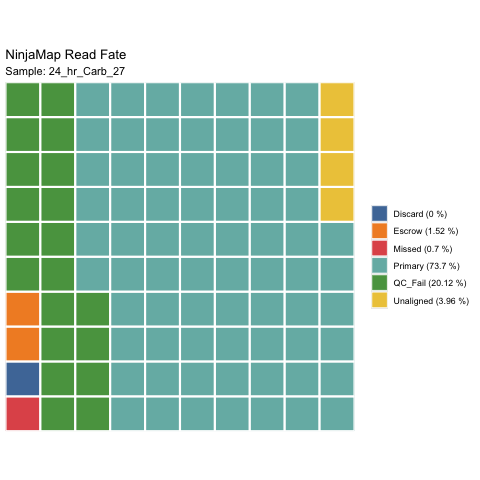 NinjaMap Read Fate
Sample: 24_hr_Carb_27
Discard (0 %)
Escrow (1.52 %)
Missed (0.7 %)
Primary (73.7 %)
QC_Fail (20.12 %)
Unaligned (3.96 %)